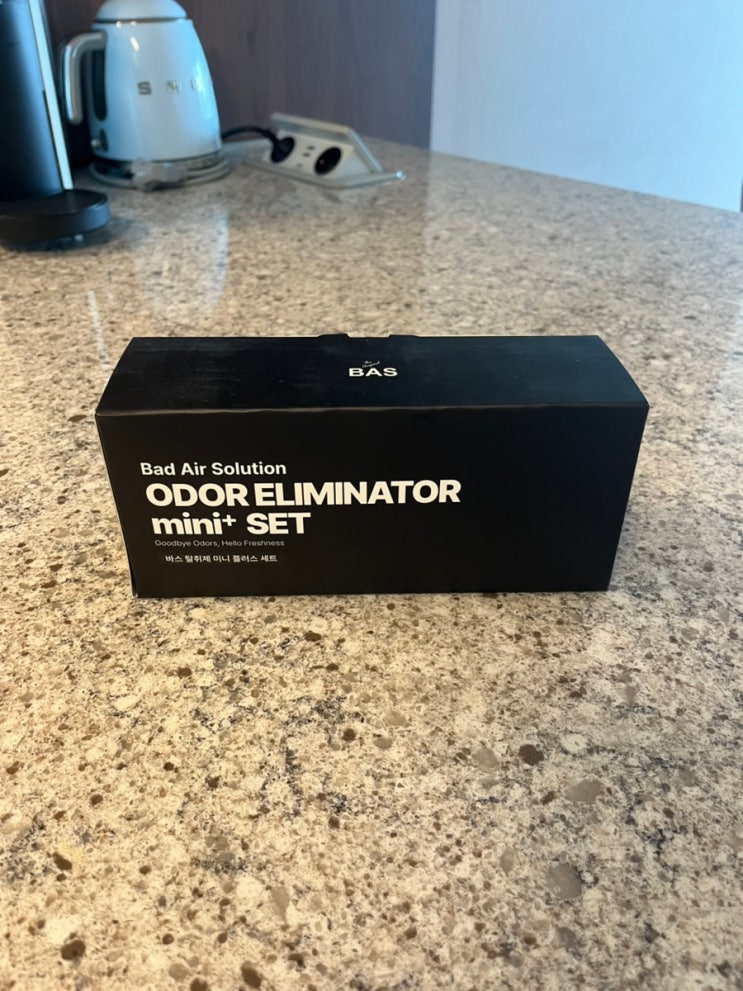 BAS
Bad Air Solution
ODOR ELIMINATOR
mini⁺ SET
Goodbye Odors, Hello Freshness
바스 탈취제 미니 플러스 세트